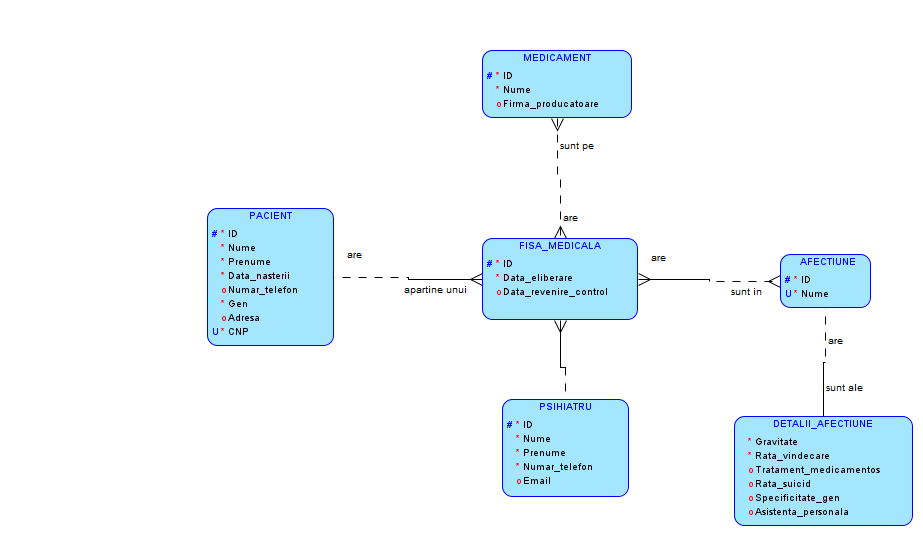 MEDICAMENT
# * ID
* Nume
o Firma_producatoare
sunt pe
are
PACIENT
# * ID
* Nume
* Prenume
* Data_nasterii
o Numar_telefon
* Gen
o Adresa
U * CNP
are
apartine unui
FISA_MEDICALA
# * ID
* Data_eliberare
o Data_revenire_control
are
sunt in
AFECTIUNE
# * ID
U * Nume
are
sunt ale
PSIHIATRU
# * ID
* Nume
* Prenume
* Numar_telefon
o Email
DETALII_AFECTIUNE
* Gravitate
* Rata_vindecare
o Tratament_medicamentos
o Rata_suicid
o Specificitate_gen
o Asistenta_personala